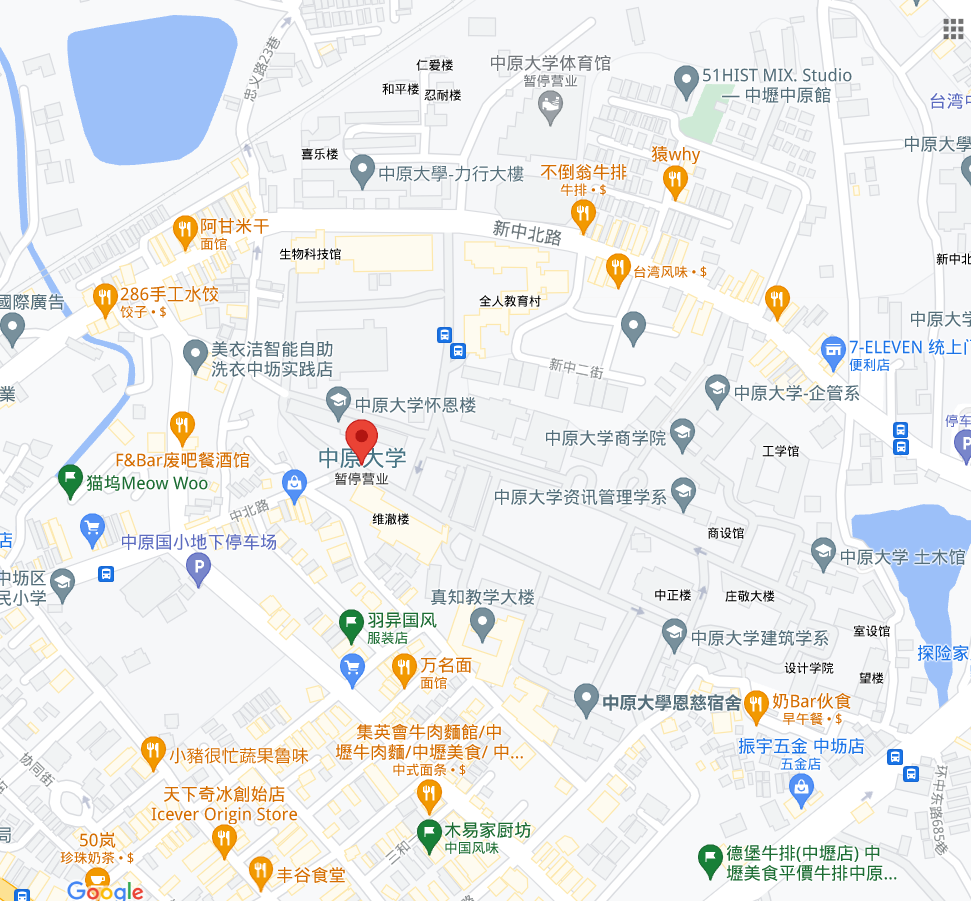 忠义路23巷
仁爱楼
和平楼
忍耐楼
中原大学体育馆
暂停营业
51HIST MIX. Studio
— 中壢中原館
台湾中
中原大學
喜乐楼
中原大學-力行大樓
不倒翁牛排
牛排 • $
猿why
阿甘米干
面馆
新中北路
生物科技馆
台湾风味 • $
新中北
國際廣告
286手工水饺
饺子 • $
全人教育村
中原大学
美衣洁智能自助
洗衣中坜实践店
7-ELEVEN 统上门
便利店
新中二街
業
中原大学怀恩楼
中原大学-企管系
停车
F&Bar废吧餐酒馆
中原大学
暂停营业
中原大学商学院
工学馆
猫坞Meow Woo
中原大学资讯管理学系
中北路
维澈楼
商设馆
店
中原国小地下停车场
中原大学 土木馆
中坜区
民小学
真知教学大楼
中正楼
庄敬大楼
羽异国风
服装店
中原大学建筑学系
室设馆
探险家
万名面
面馆
设计学院
望楼
中原大學恩慈宿舍
奶Bar伙食
早午餐 • $
集英會牛肉麵館/中
壢牛肉麵/中壢美食/ 中...
中式面条 • $
小豬很忙蔬果魯味
振宇五金 中坜店
五金店
协同街
环中东路685巷
天下奇冰創始店
Icever Origin Store
局
50岚
珍珠奶茶 • $
木易家厨坊
中国风味
三和
丰谷食堂
德堡牛排(中壢店) 中
壢美食平價牛排中原...
Google